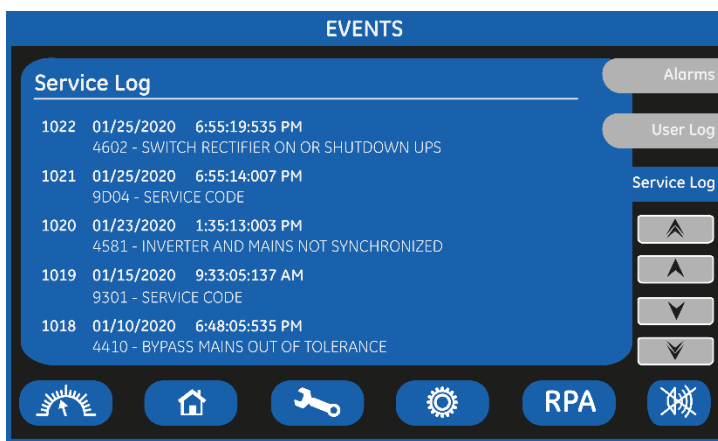 EVENTS
Service Log
Alarms
User Log
Service Log
1022 01/25/2020 6:55:19:535 PM
4602 - SWITCH RECTIFIER ON OR SHUTDOWN UPS
1021 01/25/2020 6:55:14:007 PM
9D04 - SERVICE CODE
1020 01/23/2020 1:35:13:003 PM
4581 - INVERTER AND MAINS NOT SYNCHRONIZED
1019 01/15/2020 9:33:05:137 AM
9301 - SERVICE CODE
1018 01/10/2020 6:48:05:535 PM
4410 - BYPASS MAINS OUT OF TOLERANCE
RPA